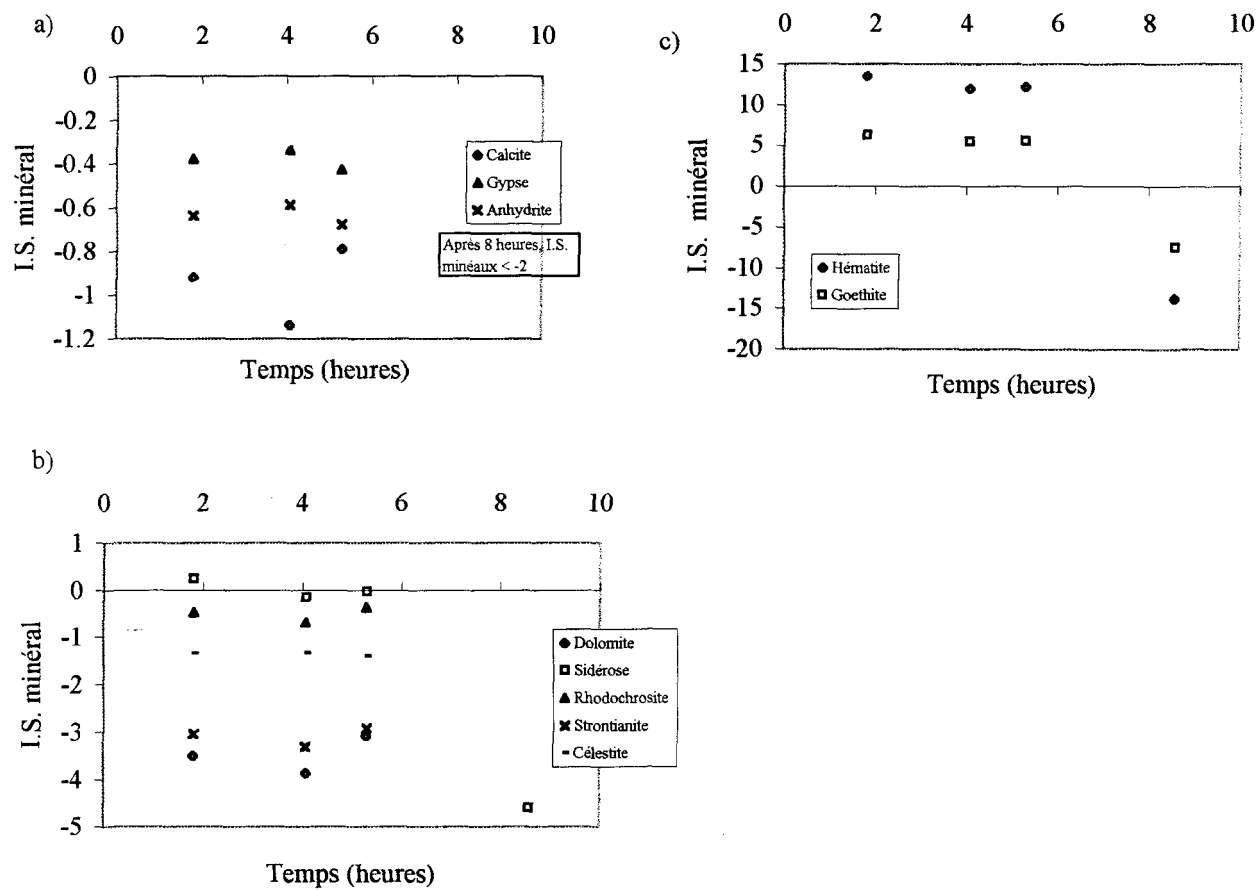 a)
0 2 4 6 8 10
0
-0.2
-0.4
-0.6
-0.8
-1
-1.2
I.S. minéral
Calcite
Gypse
Anhydrite
Après 8 heures, I.S.
minéaux < -2
Temps (heures)
c)
0 2 4 6 8 10
15
10
5
0
-5
-10
-15
-20
I.S. minéral
Hématite
Goethite
Temps (heures)
b)
0 2 4 6 8 10
1
0
-1
-2
-3
-4
-5
I.S. minéral
Dolomite
Sidérose
Rhodochrosite
Strontianite
Célestite
Temps (heures)